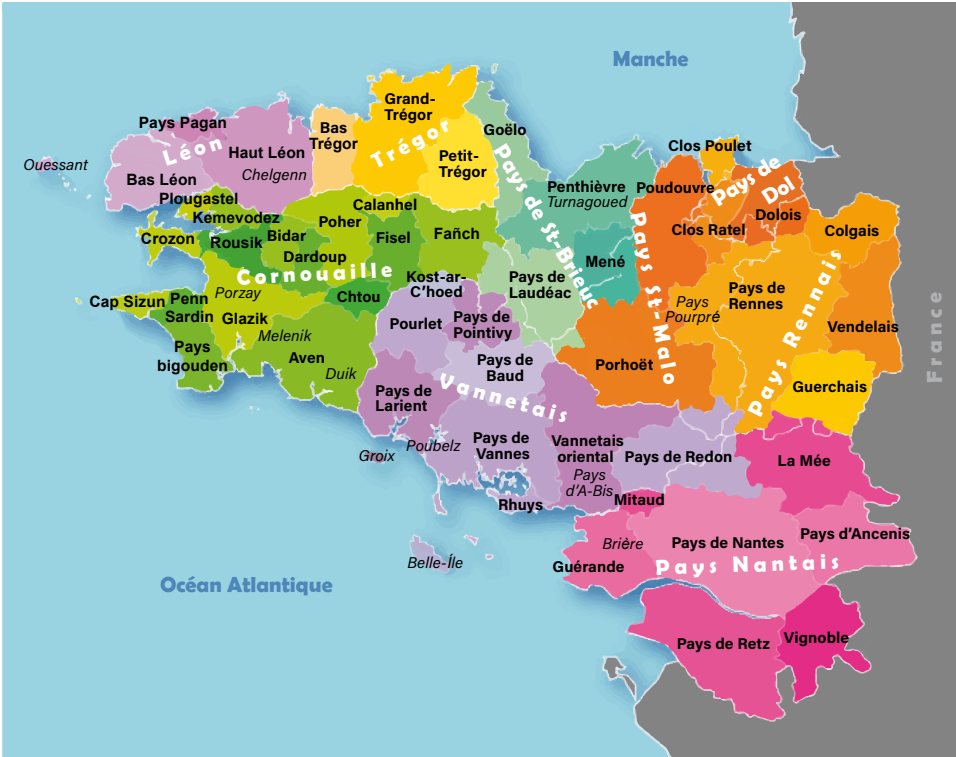 Manche
Grand-
Trégor
Bas
Trégor
Trégor
Petit-
Trégor
Goëlo
Pays Pagan
Léon
Haut Léon
Chelgenn
Ouessant
Bas Léon
Plougastel
Kernevodez
Crozon
Rousik
Bidar
Poher
Calanhel
Dardoup
Fisel
Fañch
Cornouaille
Cap Sizun
Penn
Sardin
Porzay
Glazik
Melenik
Chtou
Pays
bigouden
Aven
Duik
Pays de St-Brieuc
Penthièvre
Turnagoued
Mené
Pays de
Laudéac
Clos Poulet
Poudouvre
Pays de
Dol
Dolois
Clos Ratel
Pays St-Malo
Colgais
Pays de
Rennes
Pays
Pourpré
Pays Rennais
Vendelais
Guerchais
Porhoët
France
Kost-ar-
C'hoed
Pourlet
Pays de
Pointivy
Pays de
Baud
Vannetais
Pays de
Larient
Groix
Poubelz
Pays de
Vannes
Rhuys
Vannetais
oriental
Pays
d'A-Bis
Pays de Redon
Belle-Île
La Mée
Mitaud
Brière
Guérande
Pays de Nantes
Pays d'Ancenis
Pays Nantais
Pays de Retz
Vignoble
Océan Atlantique